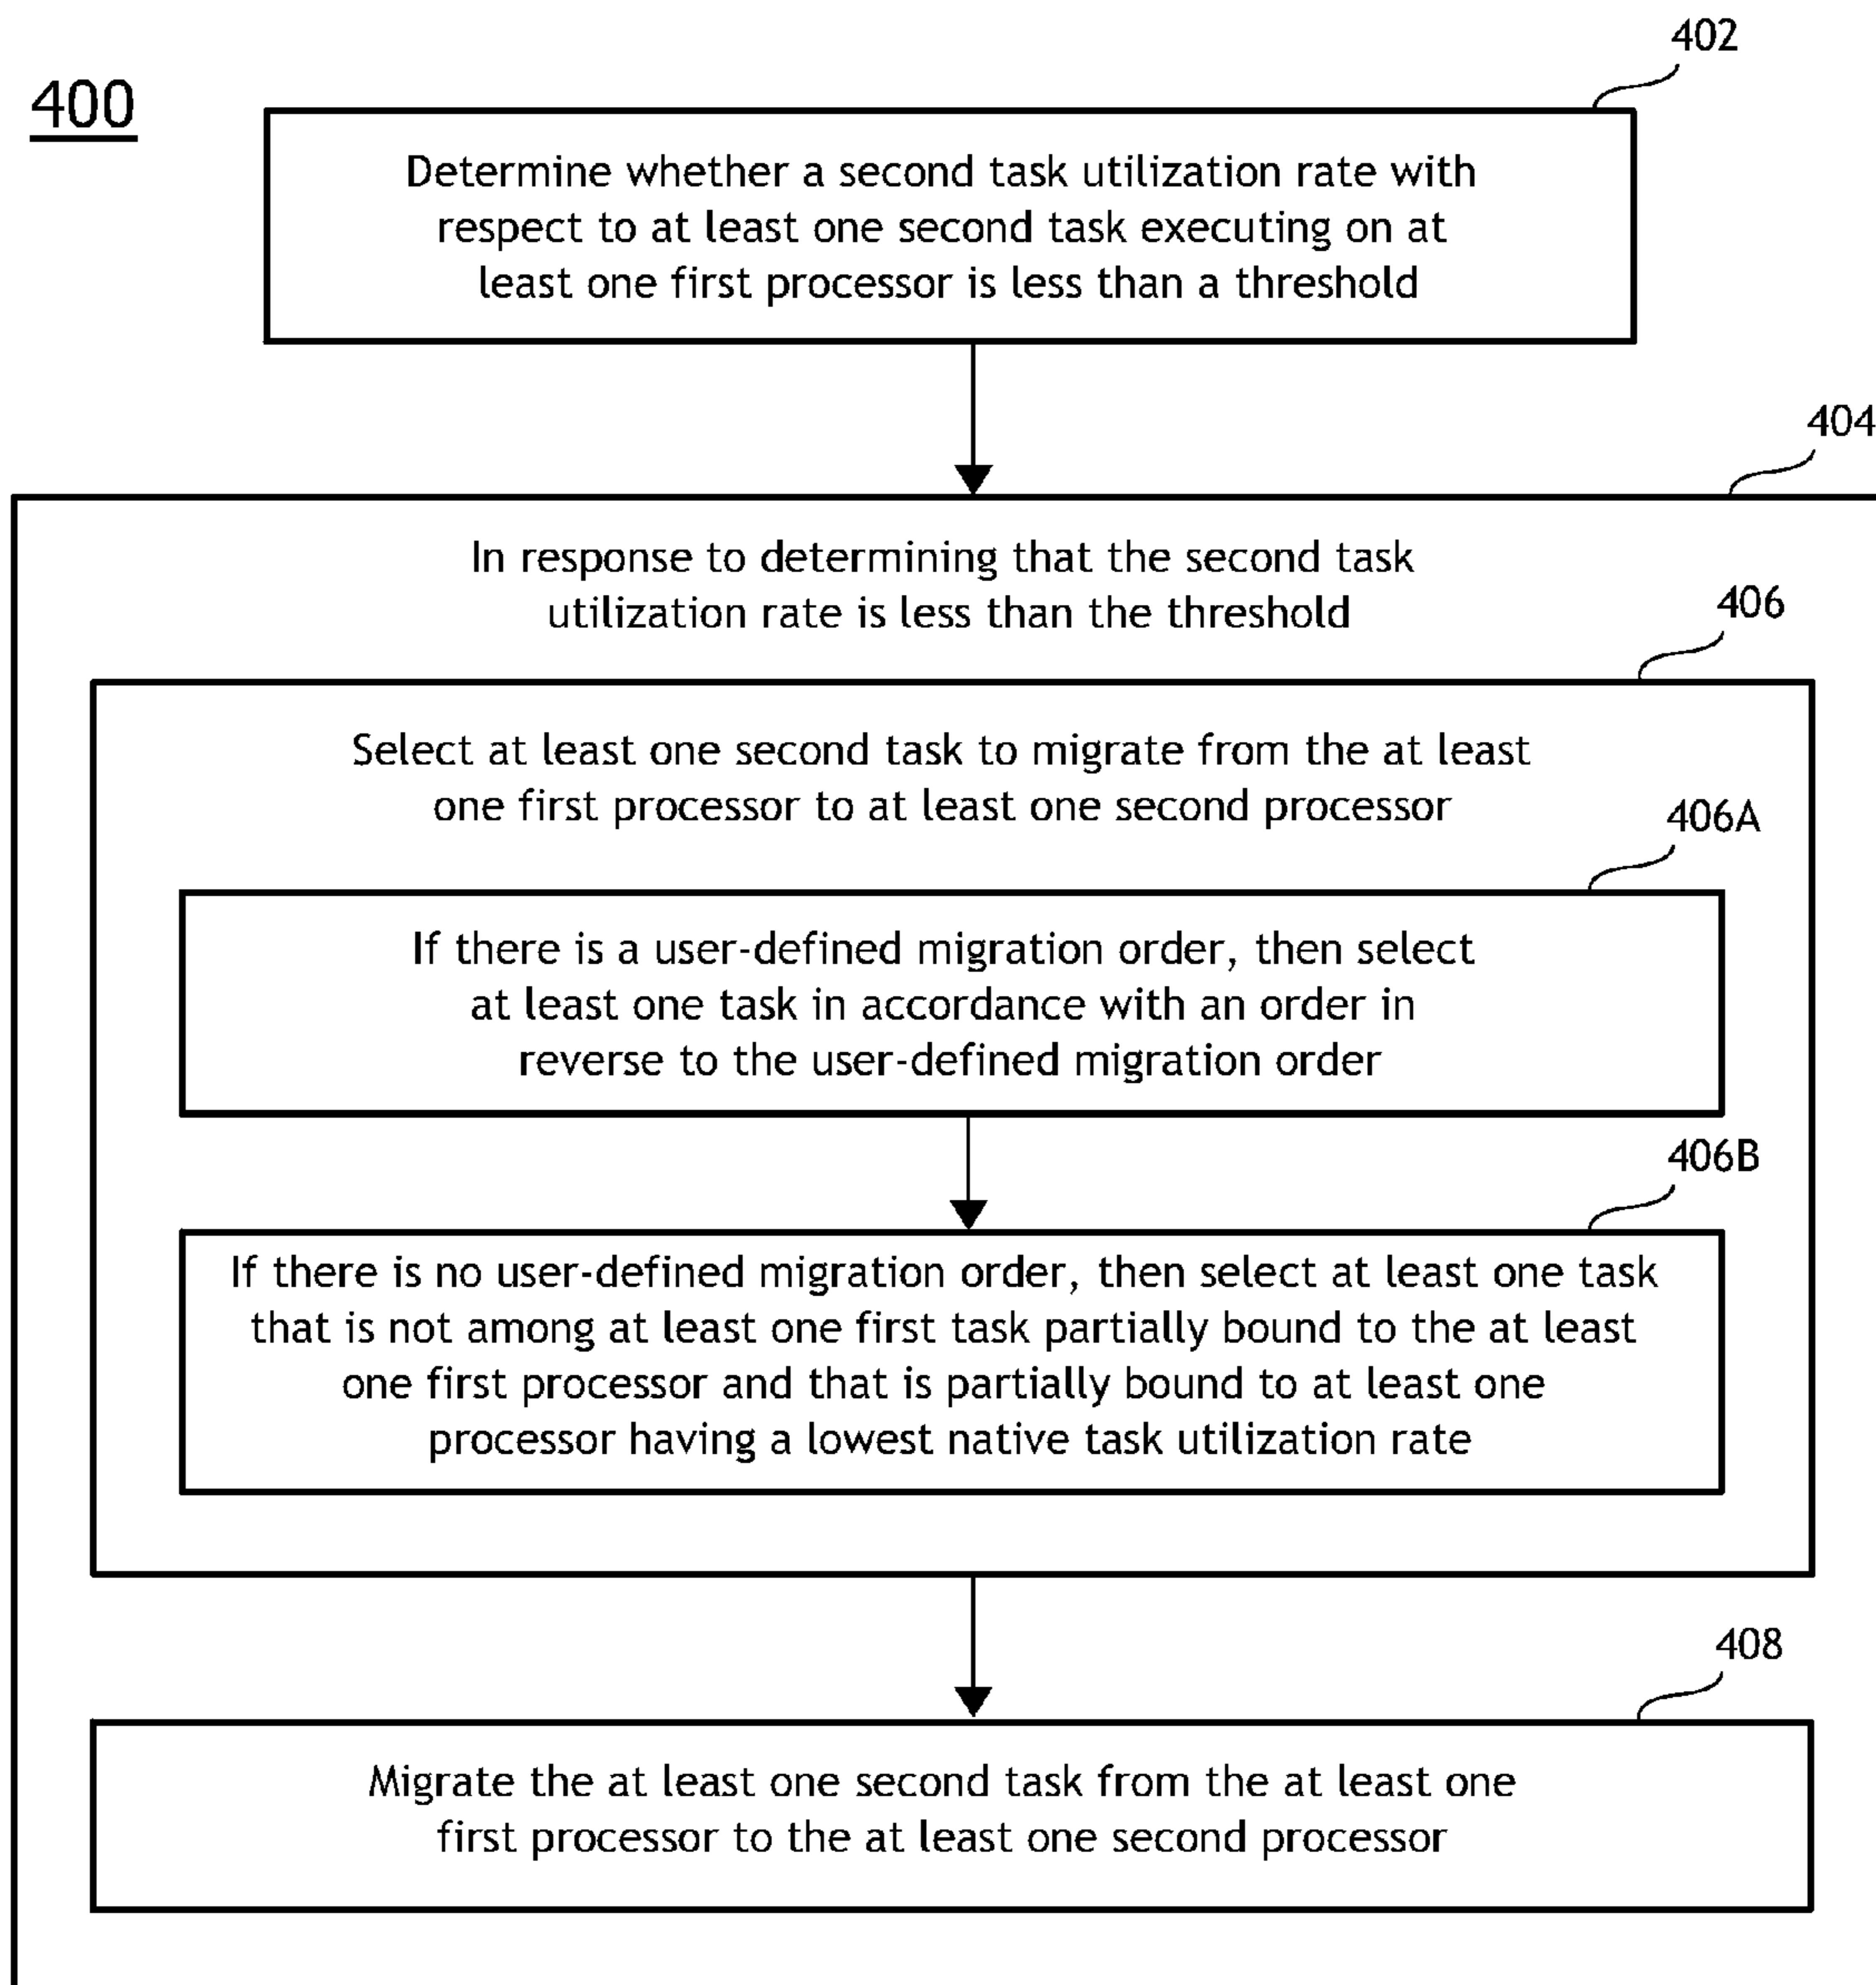 402
400
Determine whether a second task utilization rate with
respect to at least one second task executing on at
least one first processor is less than a threshold
404
In response to determining that the second task
utilization rate is less than the threshold
406
Select at least one second task to migrate from the at least
one first processor to at least one second processor
406A
If there is a user-defined migration order, then select
at least one task in accordance with an order in
reverse to the user-defined migration order
406B
If there is no user-defined migration order, then select at least one task
that is not among at least one first task partially bound to the at least
one first processor and that is partially bound to at least one
processor having a lowest native task utilization rate
408
Migrate the at least one second task from the at least one
first processor to the at least one second processor